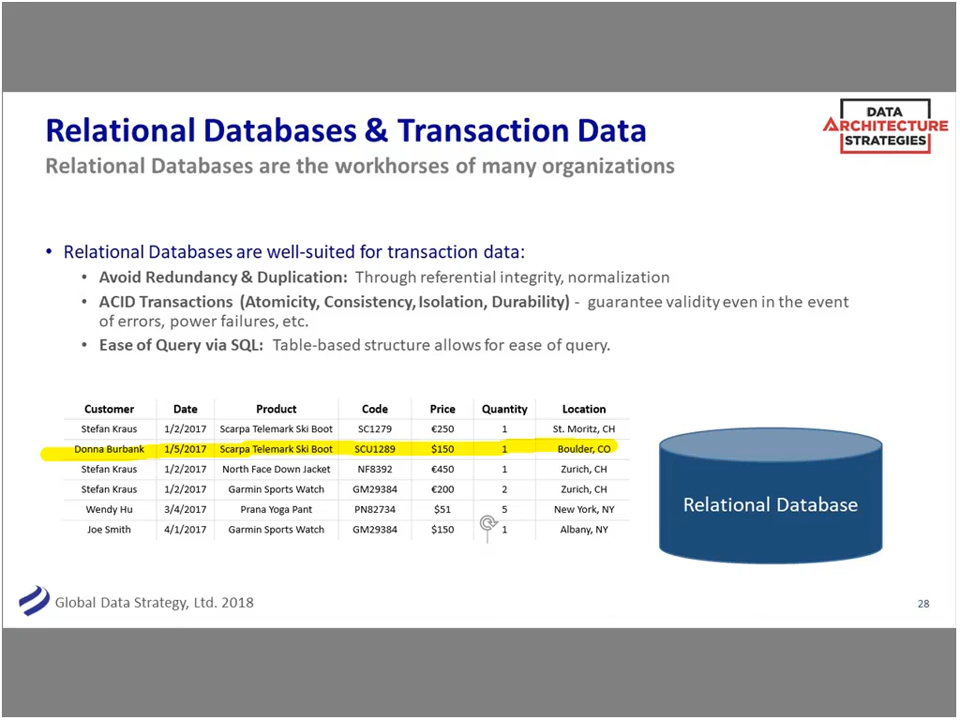 Relational Databases & Transaction Data
Relational Databases are the workhorses of many organizations
DATA
ARCHITECTURE
STRATEGIES
• Relational Databases are well-suited for transaction data:
• Avoid Redundancy & Duplication: Through referential integrity, normalization
• ACID Transactions (Atomicity, Consistency, Isolation, Durability) - guarantee validity even in the event
of errors, power failures, etc.
• Ease of Query via SQL: Table-based structure allows for ease of query.
Customer Date Product Code Price Quantity Location
Stefan Kraus 1/2/2017 Scarpa Telemark Ski Boot SC1279 €250 1 St. Moritz, CH
Donna Burbank 1/5/2017 Scarpa Telemark Ski Boot SCU1289 $150 1 Boulder, CO
Stefan Kraus 1/2/2017 North Face Down Jacket NF8392 €450 1 Zurich, CH
Stefan Kraus 1/2/2017 Garmin Sports Watch GM29384 €200 2 Zurich, CH
Wendy Hu 3/4/2017 Prana Yoga Pant PN82734 $51 5 New York, NY
Joe Smith 4/1/2017 Garmin Sports Watch GM29384 $150 1 Albany, NY
Relational Database
Global Data Strategy, Ltd. 2018
28